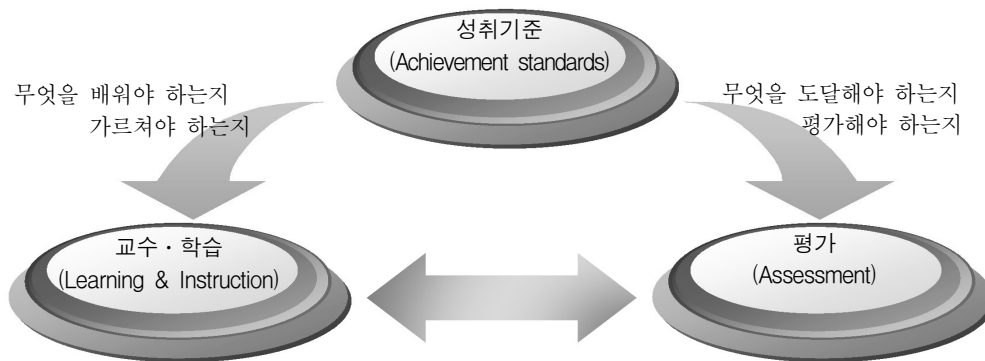 성취기준
(Achievement standards)
무엇을 배워야 하는지
가르쳐야 하는지
무엇을 도달해야 하는지
평가해야 하는지
교수 · 학습
(Learning & Instruction)
평가
(Assessment)